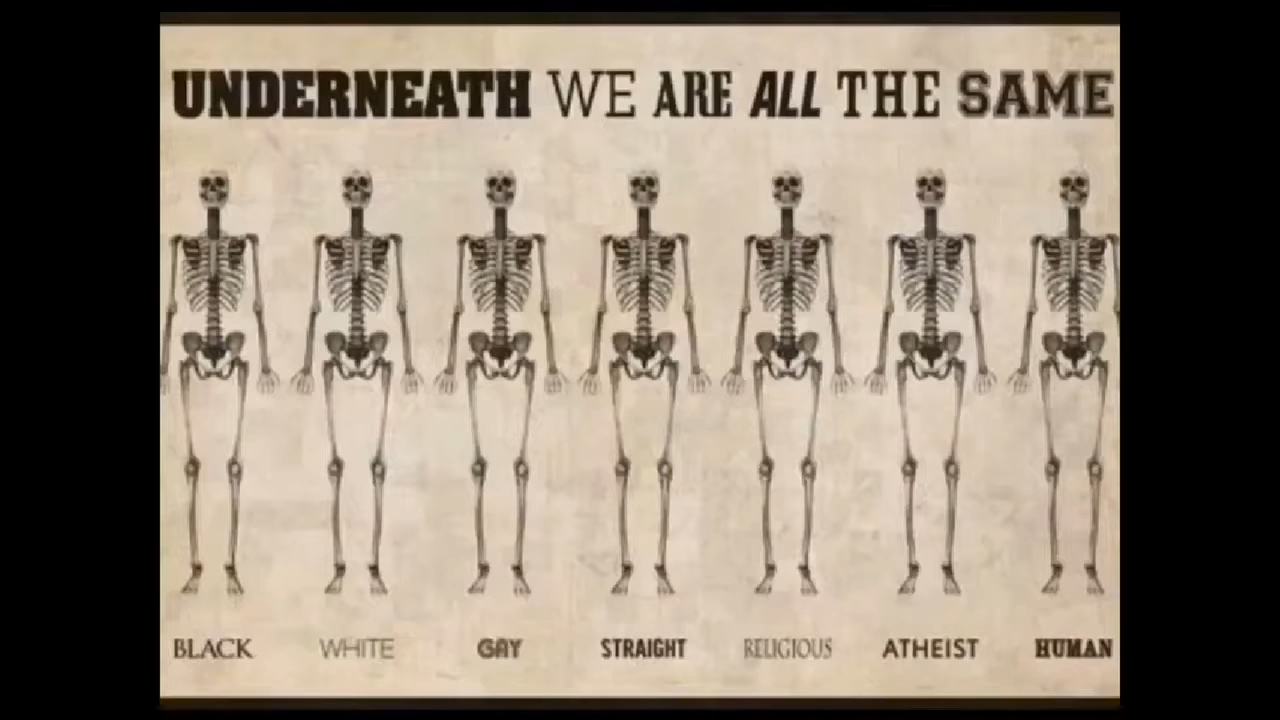 UNDERNEATH WE ARE ALL THE SAME
BLACK WHITE GAY STRAIGHT RELIGIOUS ATHEIST HUMAN